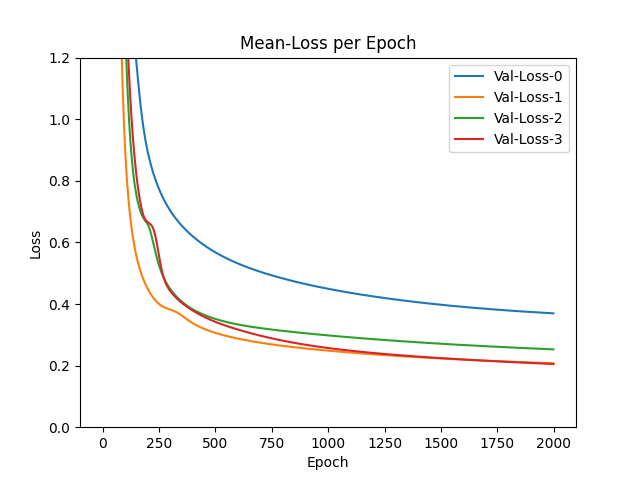 Mean-Loss per Epoch
1.2
1.0
0.8
0.6
0.4
0.2
0.0
Loss
Val-Loss-0
Val-Loss-1
Val-Loss-2
Val-Loss-3
0 250 500 750 1000 1250 1500 1750 2000
Epoch